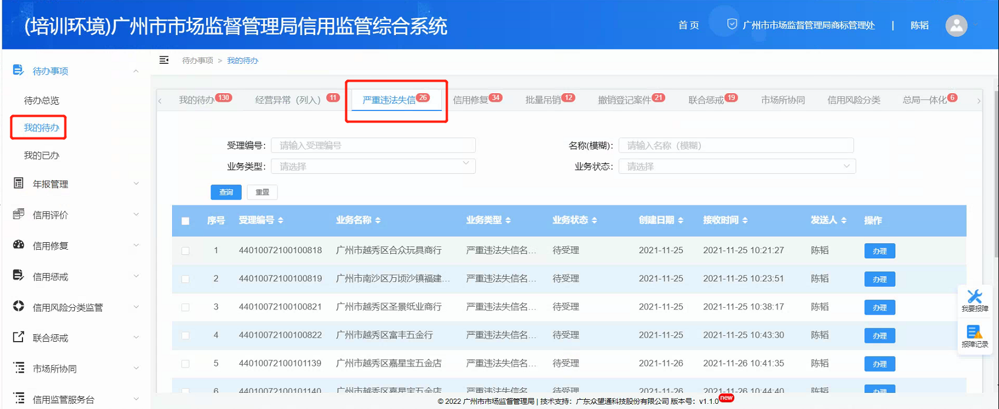 (培训环境)广州市市场监督管理局信用监管综合系统
首 页 广州市市场监督管理局商标管理处 | 陈韬
待办事项
待办总览
我的待办
我的已办
年报管理
信用评价
信用修复
信用惩戒
信用风险分类监管
联合惩戒
市场所协同
信用监管服务台
待办事项 > 我的待办
我的待办 130 经营异常（列入） 11 严重违法失信 26 信用修复 34 批量吊销 12 撤销登记案件 21 联合惩戒 19 市场所协同 信用风险分类 总局一体化 6
受理编号： 请输入受理编号 名称(模糊)： 请输入名称（模糊）
业务类型： 请选择 业务状态： 请选择
查询 重置
序号 受理编号 业务名称 业务类型 业务状态 创建日期 接收时间 发送人 操作
1 44010072100100818 广州市越秀区合众玩具商行 严重违法失信名... 待受理 2021-11-25 2021-11-25 10:21:27 陈韬 办理
2 44010072100100819 广州市南沙区万顷沙镇福建... 严重违法失信名... 待受理 2021-11-25 2021-11-25 10:23:51 陈韬 办理
3 44010072100100821 广州市越秀区圣景纸业商行 严重违法失信名... 待受理 2021-11-25 2021-11-25 10:38:17 陈韬 办理
4 44010072100100822 广州市越秀区富丰五金行 严重违法失信名... 待受理 2021-11-25 2021-11-25 10:43:30 陈韬 办理
5 44010072100101139 广州市越秀区嘉星宝五金店 严重违法失信名... 待受理 2021-11-26 2021-11-26 10:41:35 陈韬 办理
6 44010072100101140 广州市越秀区嘉星宝五金店 严重违法失信名... 待受理 2021-11-26 2021-11-26 10:44:40 陈韬 办理
我要报障
报障记录
© 2022 广州市市场监督管理局 | 技术支持：广东众望通科技股份有限公司 版本号：v1.1.0 new